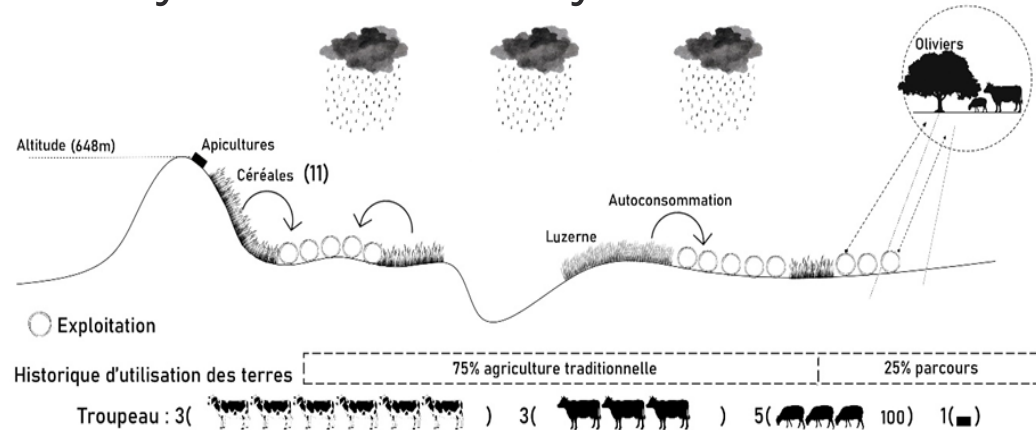 Oliviers
Altitude (648m)
Apicultures
Céréales (11)
Autoconsommation
Luzerne
Exploitation
Historique d'utilisation des terres
75% agriculture traditionnelle
25% parcours
Troupeau : 3( ) 3( ) 5( 100) 1( )